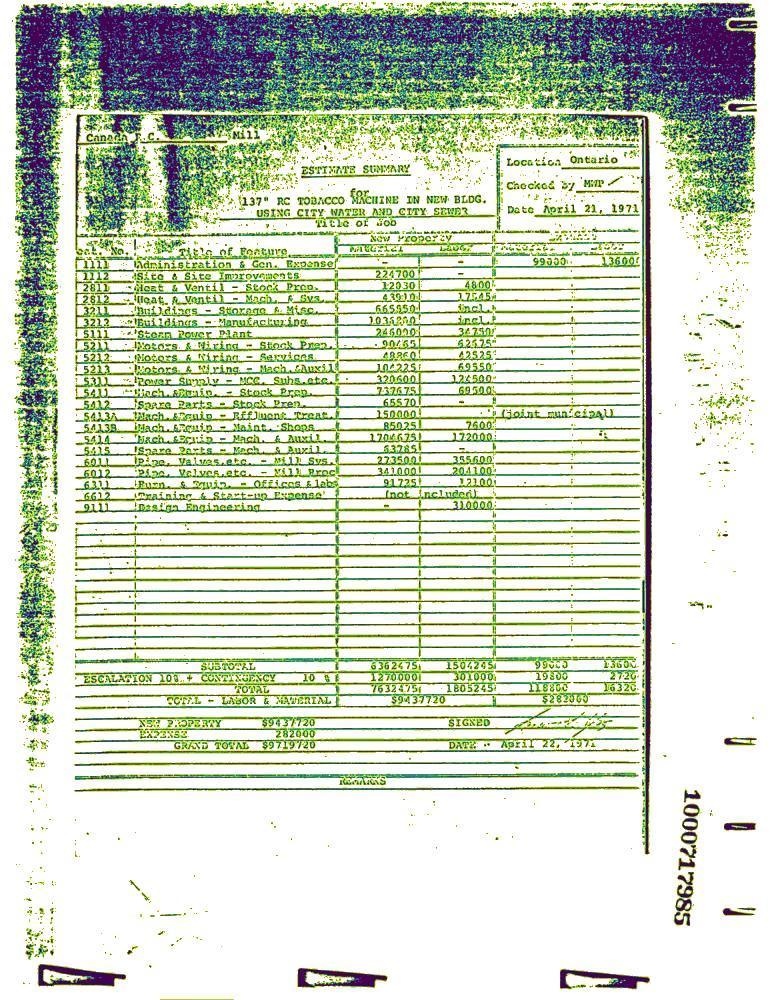 Canada Mill
ESTIMATE SUMMARY
Location Ontario
for
Checked by MWP
137" RC TOBACCO MACHINE IN NEW BLDG.
USING CITY WATER AND CITY SEWER
Date April 21, 1971
Title of Job
New Property
Cat. No. Title of Feature Material Labor
1111 Administration & Gen. Expense - - 99000
1112 Site & Site Improvements 224700 -
2811 Heat & Ventil - Stock Prep. 12030 4800
2812 Heat & Ventil - Mach. & Sys. 43910 17545
3211 Buildings - Storage & Misc. incl.
3212 Buildings - Manufacturing incl.
5111 Steam Power Plant 34750
5211 Motors & Wiring - Stock Prep. 90465 62675
5212 Motors & Wiring - Services 48860 42525
5213 Motors & Wiring - Mach.&Auxil 104225 69550
5311 Power Supply - MCC, Subs.etc. 320600 124500
5411 Mach.&Equip. - Stock Prep. 737675 69500
5412 Spare Parts - Stock Prep. 65570
5413A Mach.&Equip - Effluent Treat. 150000 (joint municipal)
5413B Mach.&Equip - Maint. Shops 85025 7600
5414 Mach.&Equip - Mach. & Auxil. 1704675 172000
5415 Spare Parts - Mach. & Auxil. 63785
6011 Pipe, Valves,etc. - Mill Sys. 273500 355600
6012 Pipe, Valves,etc. - Mill Proc 341000 204100
6311 Furn. & Equip. - Offices & labs 91725 12100
6612 Training & Start-up Expense (not included)
9111 Design Engineering - 310000
SUBTOTAL 6362475 1504245 99000 13600
ESCALATION 10% + CONTINGENCY 10 % 1270000 301000 19800 2720
TOTAL 7632475 1805245 118800 16320
TOTAL - LABOR & MATERIAL $9437720 $282000
NEW PROPERTY $9437720 SIGNED
EXPENSE 282000
GRAND TOTAL $9719720 DATE April 22, 1971
REMARKS
1000717985